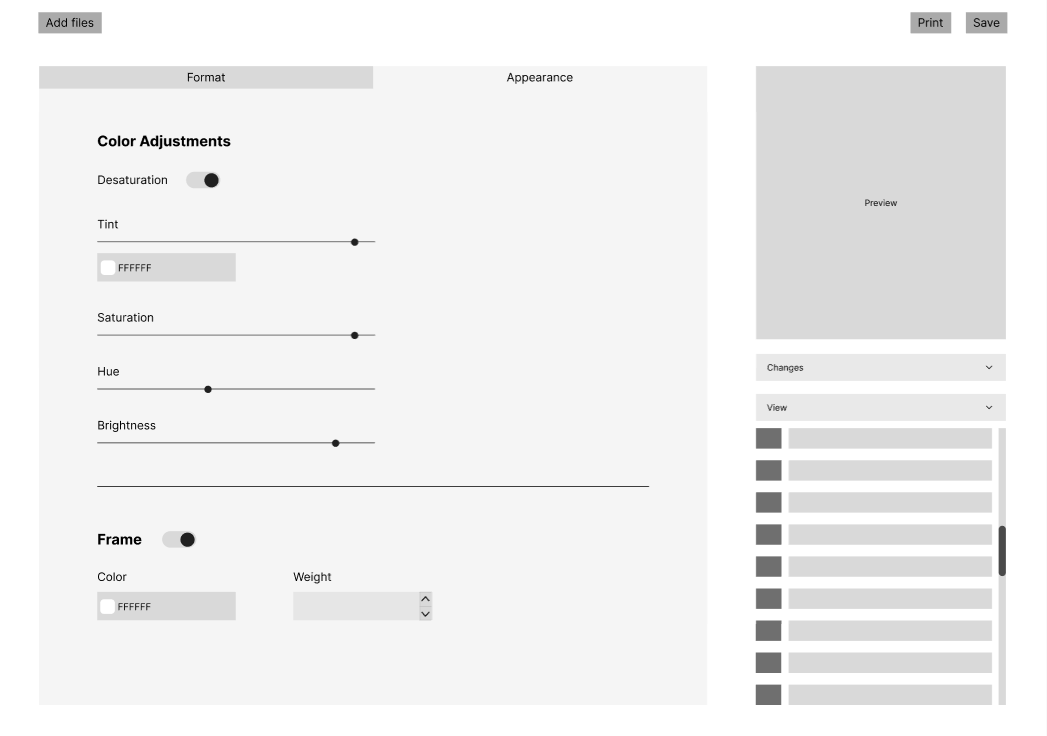 Add files
Print
Save
Format
Appearance
Color Adjustments
Desaturation
Tint
FFFFFF
Saturation
Hue
Brightness
Frame
Color
Weight
FFFFFF
Preview
Changes
View